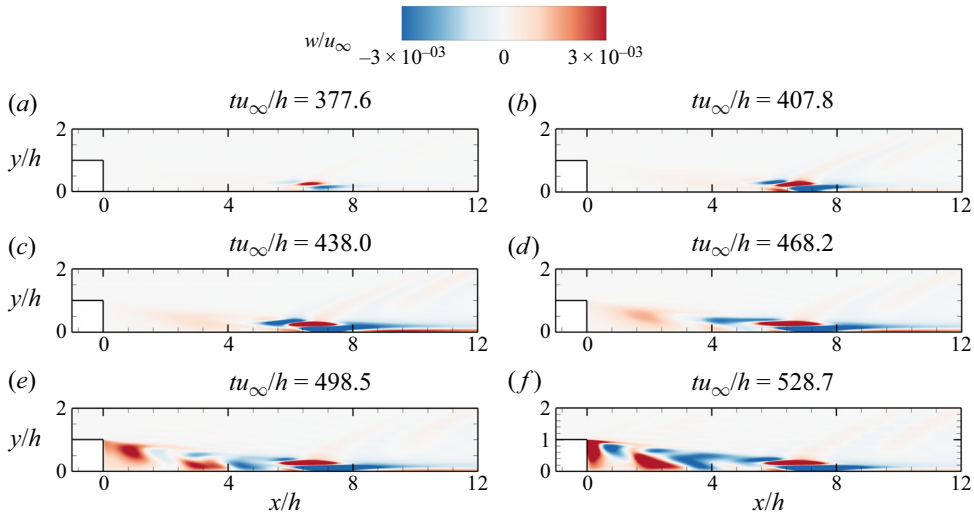 w/u∞
−3 × 10⁻⁰³ 0 3 × 10⁻⁰³
(a) tu∞/h = 377.6
(b) tu∞/h = 407.8
y/h
2
0
0 4 8 12
2
1
0
0 4 8 12
(c) tu∞/h = 438.0
(d) tu∞/h = 468.2
y/h
2
1
0
0 4 8 12
2
1
0
0 4 8 12
(e) tu∞/h = 498.5
(f) tu∞/h = 528.7
y/h
2
1
0
0 4 8 12
x/h
2
1
0
0 4 8 12
x/h